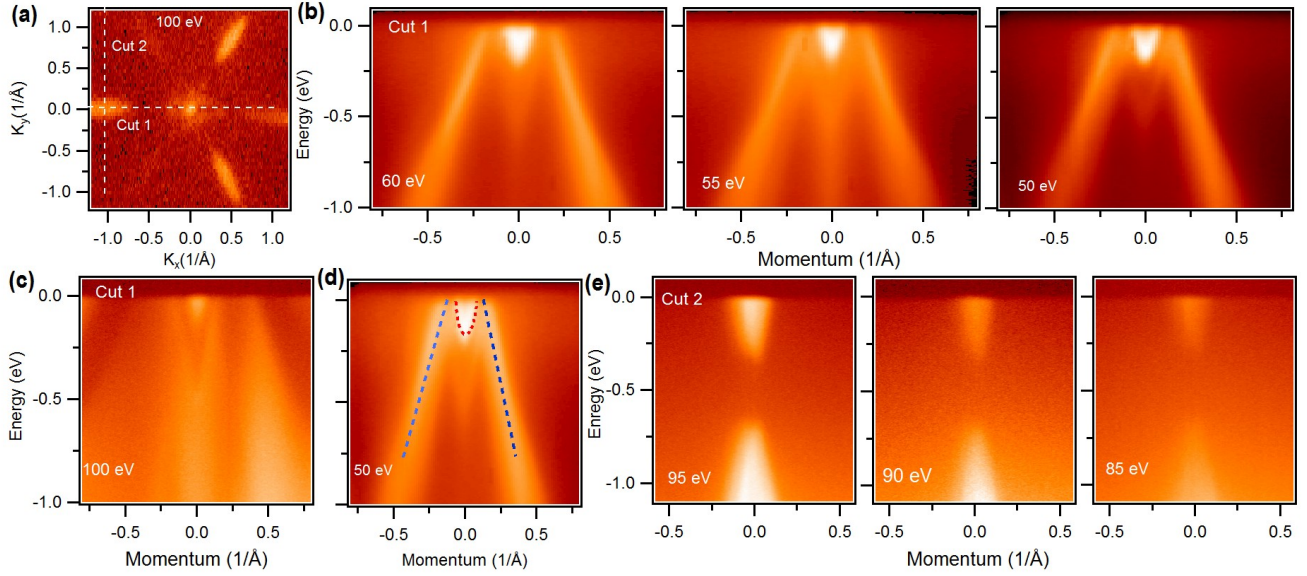 (a)
100 eV
Cut 2
Cut 1
1.0
0.5
0.0
-0.5
-1.0
Ky(1/Å)
-1.0 -0.5 0.0 0.5 1.0
Kx(1/Å)
(b)
Cut 1
0.0
-0.5
-1.0
Energy (eV)
60 eV
55 eV
50 eV
-0.5 0.0 0.5
-0.5 0.0 0.5
-0.5 0.0 0.5
Momentum (1/Å)
(c)
Cut 1
0.0
-0.5
-1.0
Energy (eV)
100 eV
-0.5 0.0 0.5
Momentum (1/Å)
(d)
50 eV
0.0 0.5
Momentum (1/Å)
(e)
Cut 2
0.0
-0.5
-1.0
Enregy (eV)
95 eV
90 eV
85 eV
-0.5 0.0 0.5
-0.5 0.0 0.5
-0.5 0.0 0.5
Momentum (1/Å)